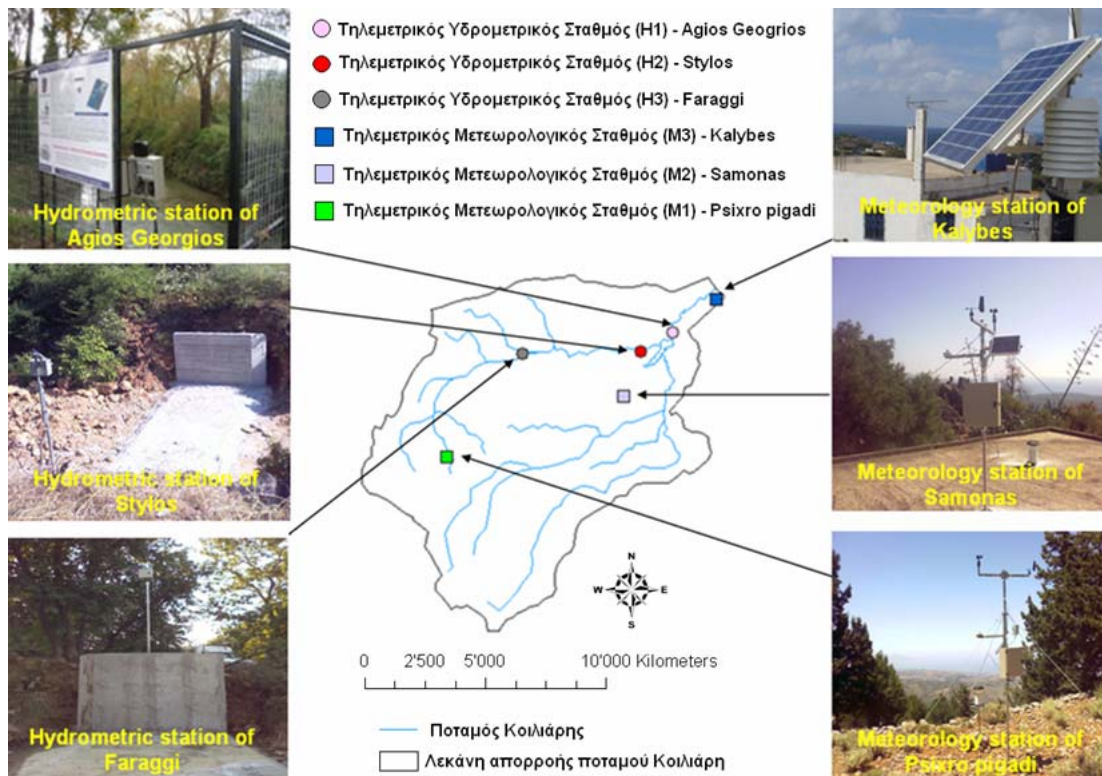 Τηλεμετρικός Υδρομετρικός Σταθμός (H1) - Agios Geogrios
Τηλεμετρικός Υδρομετρικός Σταθμός (H2) - Stylos
Τηλεμετρικός Υδρομετρικός Σταθμός (H3) - Faraggi
Τηλεμετρικός Μετεωρολογικός Σταθμός (M3) - Kalybes
Τηλεμετρικός Μετεωρολογικός Σταθμός (M2) - Samonas
Τηλεμετρικός Μετεωρολογικός Σταθμός (M1) - Psixro pigadi
Hydrometric station of
Agios Georgios
Meteorology station of
Kalybes
Hydrometric station of
Stylos
Meteorology station of
Samonas
Hydrometric station of
Faraggi
Meteorology station of
Psixro pigadi
N
W E
S
0 2'500 5'000 10'000 Kilometers
Ποταμός Κοιλιάρης
Λεκάνη απορροής ποταμού Κοιλιάρη